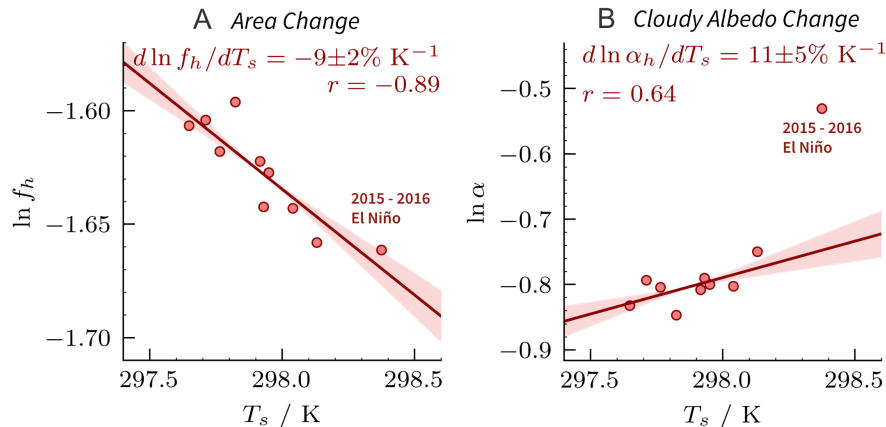 A Area Change
d ln f_h/dT_s = −9±2% K⁻¹
r = −0.89
−1.60
−1.65
−1.70
ln f_h
2015 - 2016
El Niño
297.5 298.0 298.5
T_s / K
B Cloudy Albedo Change
d ln α_h/dT_s = 11±5% K⁻¹
r = 0.64
−0.5
−0.6
−0.7
−0.8
−0.9
ln α
2015 - 2016
El Niño
297.5 298.0 298.5
T_s / K